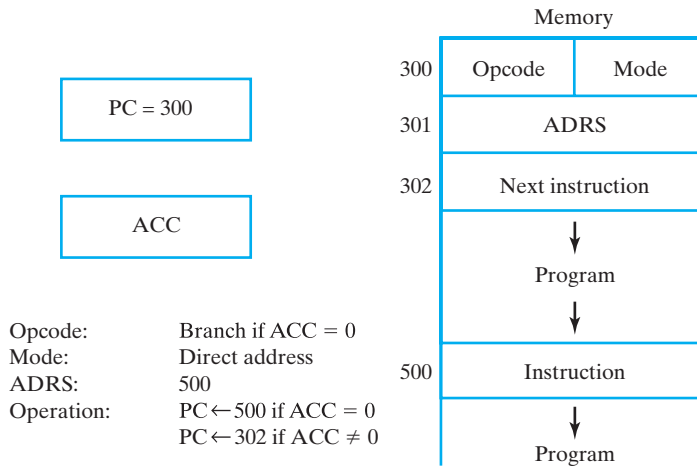 Memory
300 Opcode Mode
PC = 300
301 ADRS
302 Next instruction
ACC
Program
Opcode: Branch if ACC = 0
Mode: Direct address
ADRS: 500
Operation: PC ← 500 if ACC = 0
PC ← 302 if ACC ≠ 0
500 Instruction
Program